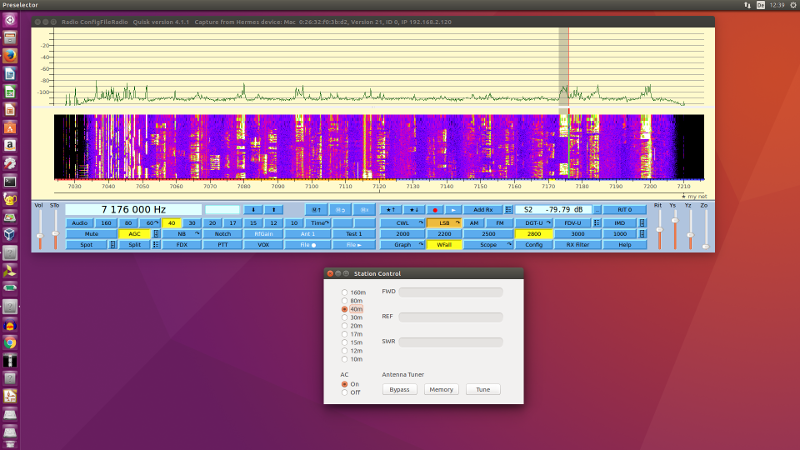 Preselector
De
12:39
Radio ConfigFileRadio Quisk version 4.1.1 Capture from Hermes device: Mac 0:26:32:f0:3b:d2, Version 21, ID 0, IP 192.168.2.120
-20
-40
-60
-80
-100
7030 7040 7050 7060 7070 7080 7090 7100 7110 7120 7130 7140 7150 7160 7170 7180 7190 7200 7210
★ my net
Vol STo 7 176 000 Hz M↑ ★↑ ★↓ Add Rx S2 -79.79 dB RIT 0 Rit Ys Yz Zo
Audio 160 80 60 40 30 20 17 15 12 10 Time CWL LSB AM FM DGT-U FDV-U IMD
Mute AGC NB Notch RFGain Ant 1 Test 1 2000 2200 2500 2800 3000 1000
Spot Split FDX PTT VOX File File Graph WFall Scope Config RX Filter Help
Station Control
160m
80m
40m
30m
20m
17m
15m
12m
10m
FWD
REF
SWR
AC
On
Off
Antenna Tuner
Bypass Memory Tune